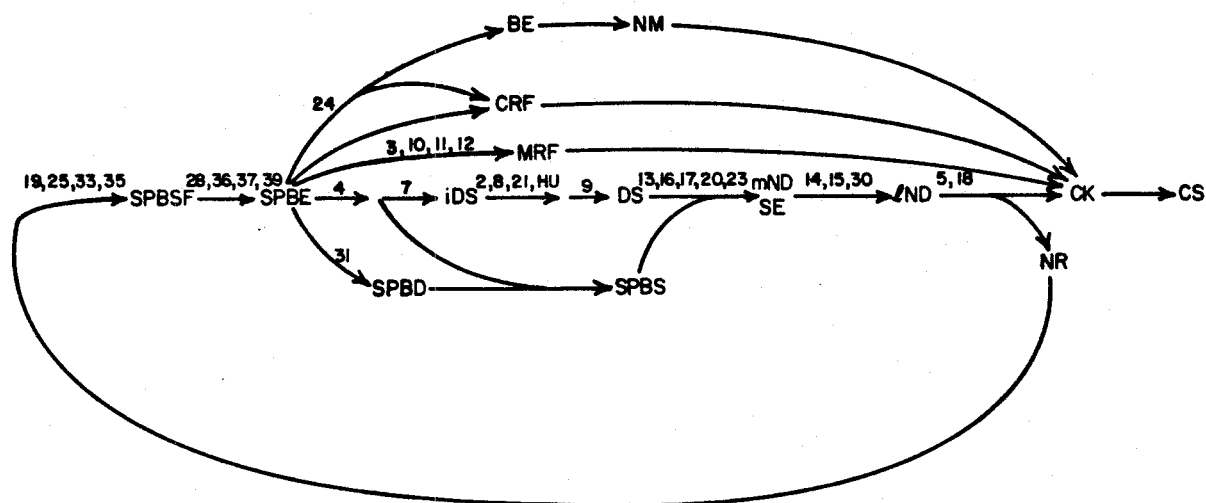 BE NM
24 CRF
3, 10, 11, 12 MRF
19, 25, 33, 35 SPBSF 28, 36, 37, 39 SPBE 4 7 iDS 2, 8, 21, HU 9 DS 13, 16, 17, 20, 23 mND 14, 15, 30 ℓND 5, 18 CK CS
SE
31 SPBD SPBS NR